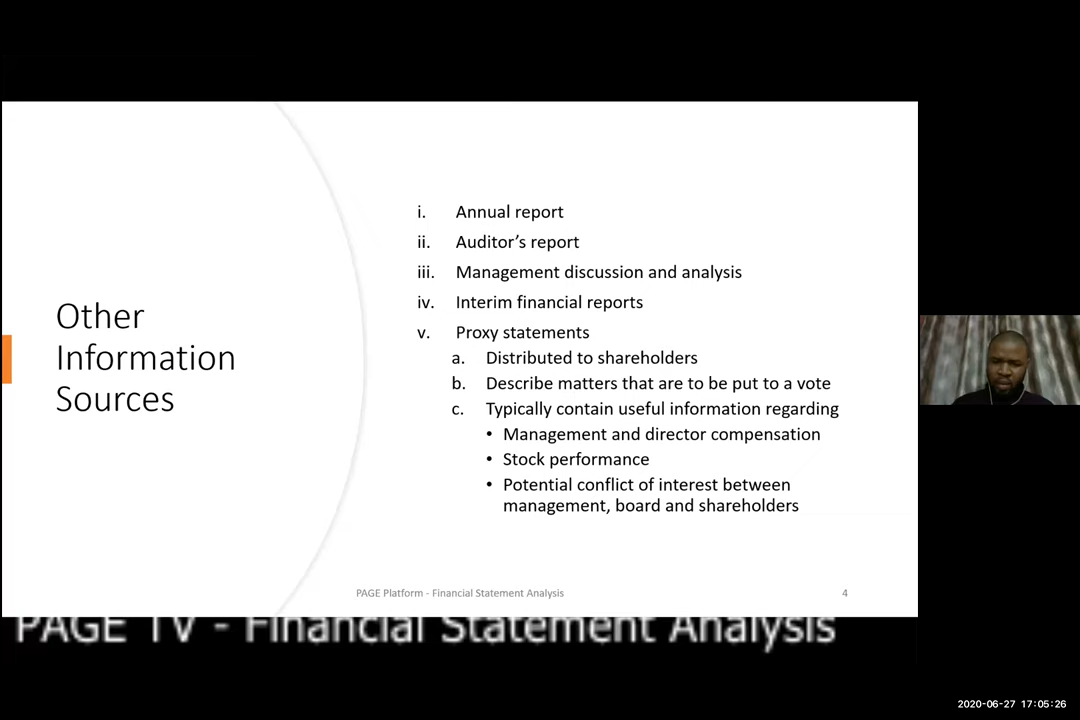 Other
Information
Sources
i. Annual report
ii. Auditor’s report
iii. Management discussion and analysis
iv. Interim financial reports
v. Proxy statements
a. Distributed to shareholders
b. Describe matters that are to be put to a vote
c. Typically contain useful information regarding
• Management and director compensation
• Stock performance
• Potential conflict of interest between
management, board and shareholders
PAGE Platform - Financial Statement Analysis 4
PAGE TV - Financial Statement Analysis
2020-06-27 17:05:26